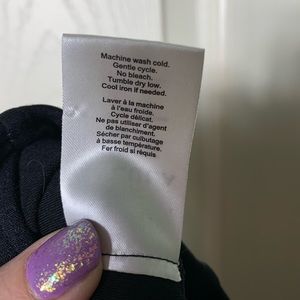 Machine wash cold.
Gentle cycle.
No bleach.
Tumble dry low.
Cool iron if needed.
Laver à la machine
à l'eau froide.
Cycle délicat.
Ne pas utiliser d'agent
de blanchiment.
Sécher par culbutage
à basse température.
Fer froid si réquis